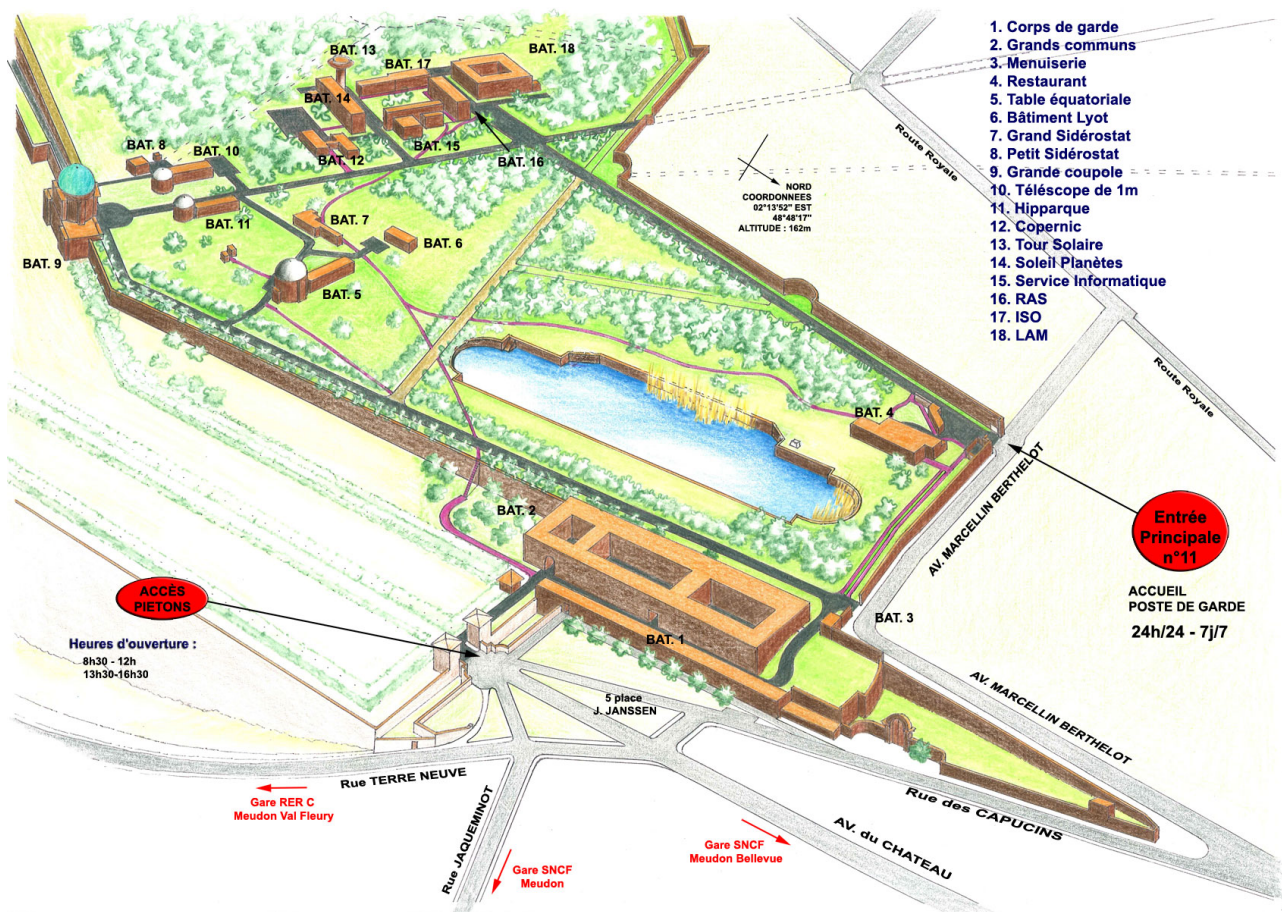 1. Corps de garde
2. Grands communs
3. Menuiserie
4. Restaurant
5. Table équatoriale
6. Bâtiment Lyot
7. Grand Sidérostat
8. Petit Sidérostat
9. Grande coupole
10. Téléscope de 1m
11. Hipparque
12. Copernic
13. Tour Solaire
14. Soleil Planètes
15. Service Informatique
16. RAS
17. ISO
18. LAM
BAT. 13
BAT. 17
BAT. 18
BAT. 14
BAT. 8
BAT. 10
BAT. 12
BAT. 15
BAT. 16
BAT. 11
BAT. 7
BAT. 6
BAT. 9
BAT. 5
Route Royale
NORD
COORDONNEES
02°13'52" EST
48°48'17"
ALTITUDE : 162m
Route Royale
BAT. 4
AV. MARCELLIN BERTHELOT
Entrée
Principale
n°11
ACCUEIL
POSTE DE GARDE
24h/24 - 7j/7
BAT. 2
ACCÈS
PIETONS
Heures d'ouverture :
8h30 - 12h
13h30-16h30
BAT. 1
BAT. 3
5 place
J. JANSSEN
AV. MARCELLIN BERTHELOT
Rue TERRE NEUVE
Gare RER C
Meudon Val Fleury
Rue JAQUEMINOT
Gare SNCF
Meudon
Gare SNCF
Meudon Bellevue
AV. du CHATEAU
Rue des CAPUCINS